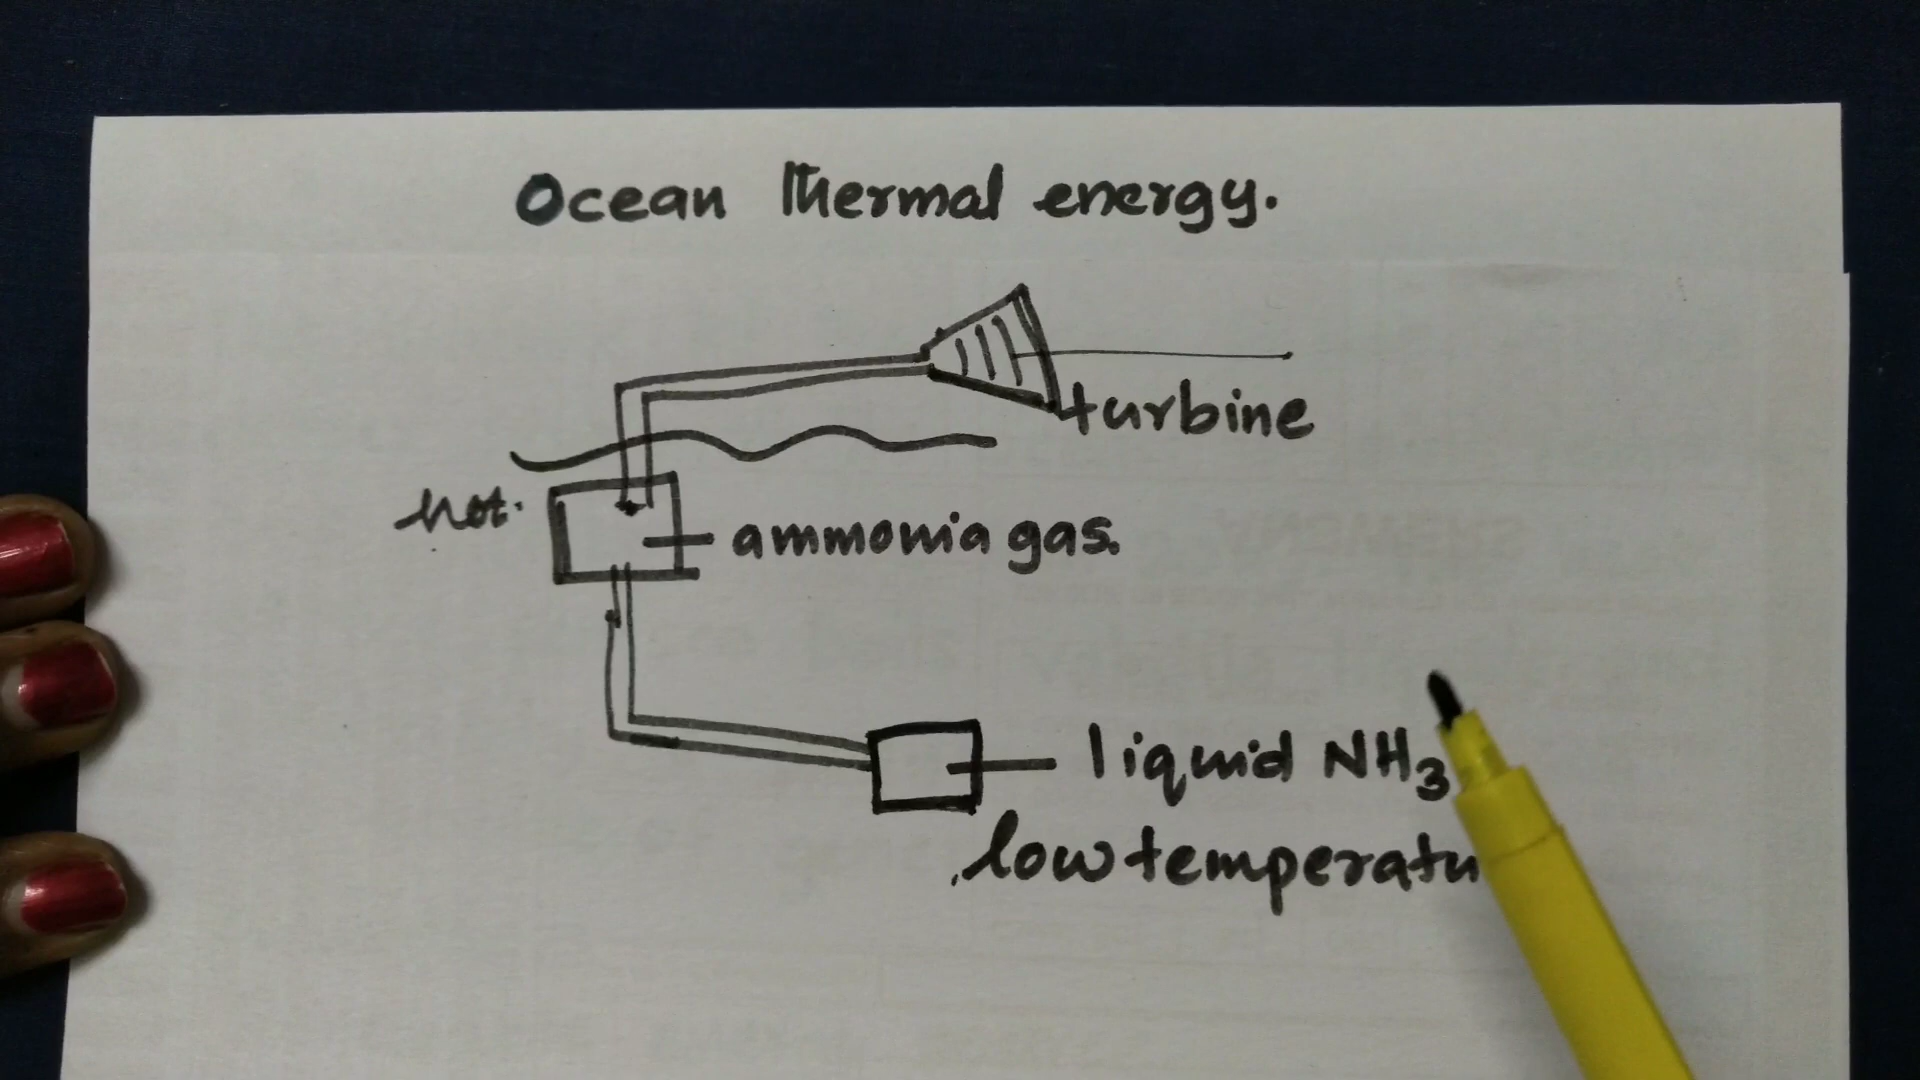 Ocean thermal energy.
turbine
hot.
ammonia gas.
liquid NH3
low temperatu